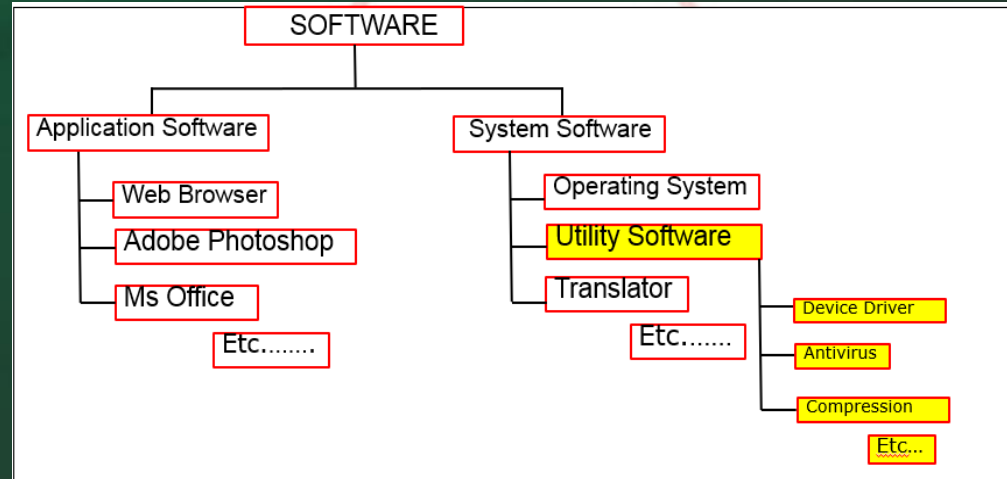 SOFTWARE
Application Software
Web Browser
Adobe Photoshop
Ms Office
Etc........
System Software
Operating System
Utility Software
Translator
Etc.......
Device Driver
Antivirus
Compression
Etc...